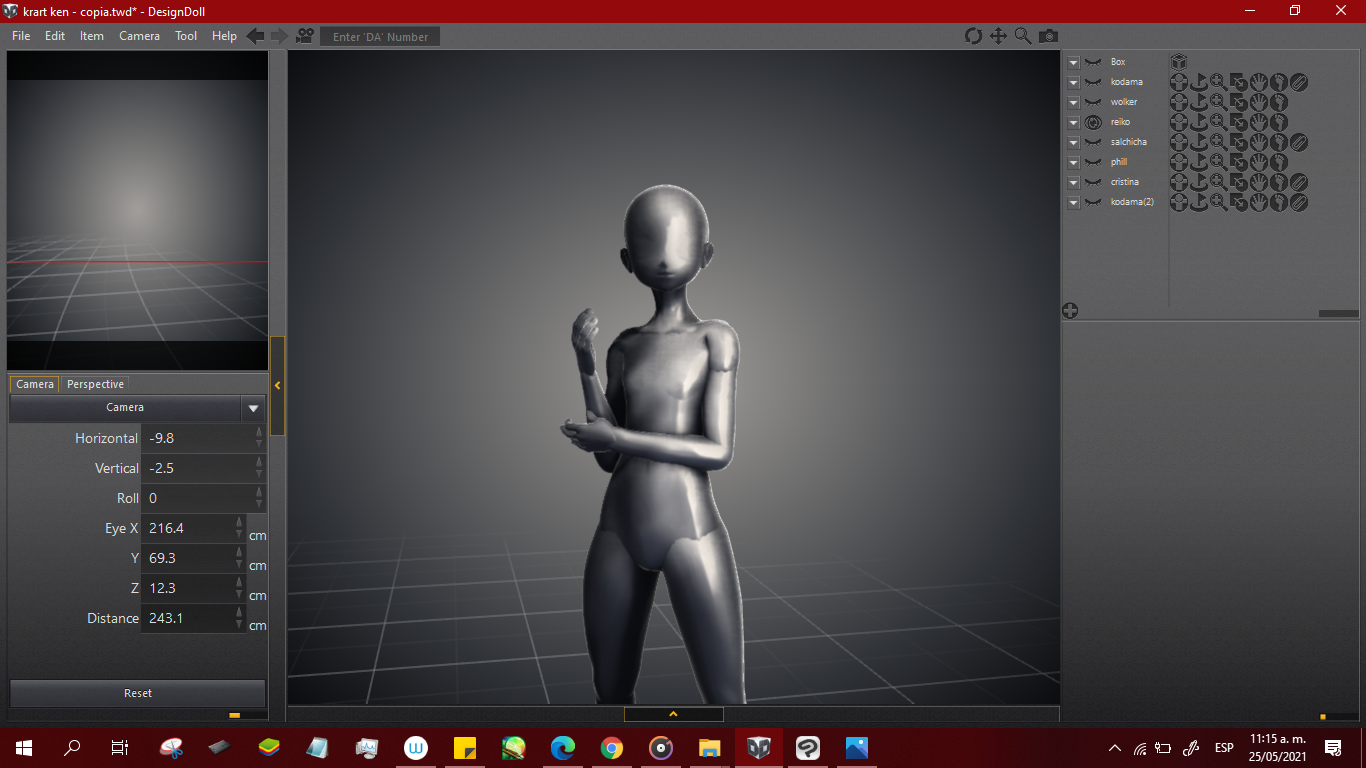 krart ken - copia.twd* - DesignDoll
File Edit Item Camera Tool Help Enter 'DA' Number
Box
kodama
wolker
reiko
salchicha
phill
cristina
kodama(2)
Camera Perspective
Camera
Horizontal -9.8
Vertical -2.5
Roll 0
Eye X 216.4 cm
Y 69.3 cm
Z 12.3 cm
Distance 243.1 cm
Reset
ESP
11:15 a. m.
25/05/2021